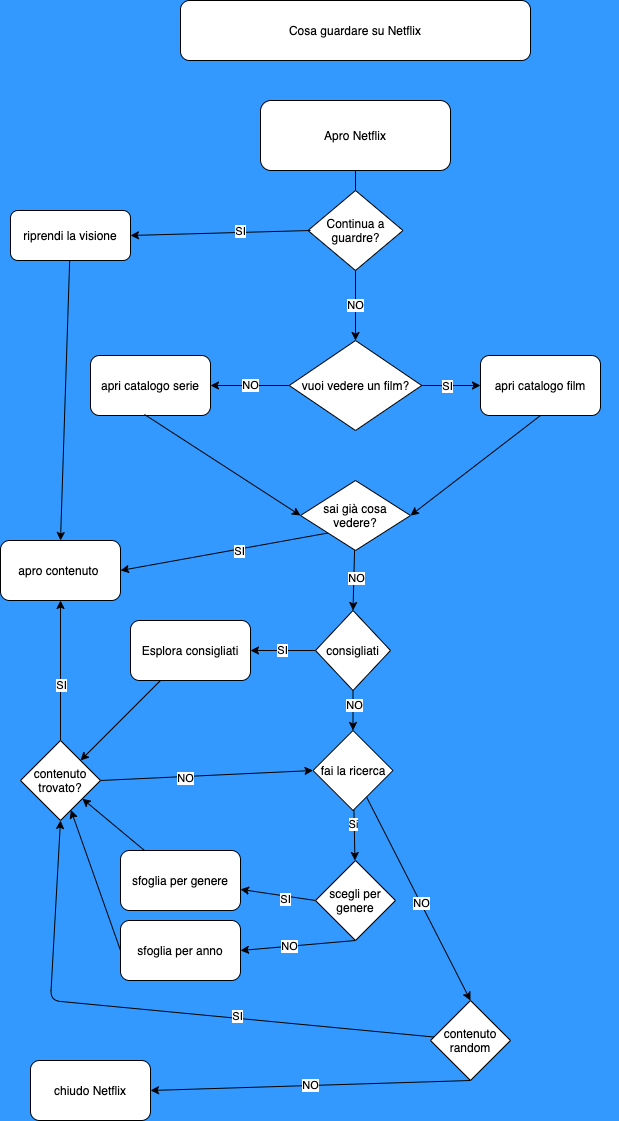 Cosa guardare su Netflix
Apro Netflix
Continua a
guardre?
SI
riprendi la visione
NO
apri catalogo serie
NO
vuoi vedere un film?
SI
apri catalogo film
sai già cosa
vedere?
SI
apro contenuto
NO
Esplora consigliati
SI
consigliati
SI
NO
contenuto
trovato?
NO
fai la ricerca
Sí
sfoglia per genere
SI
scegli per
genere
NO
sfoglia per anno
NO
SI
contenuto
random
chiudo Netflix
NO